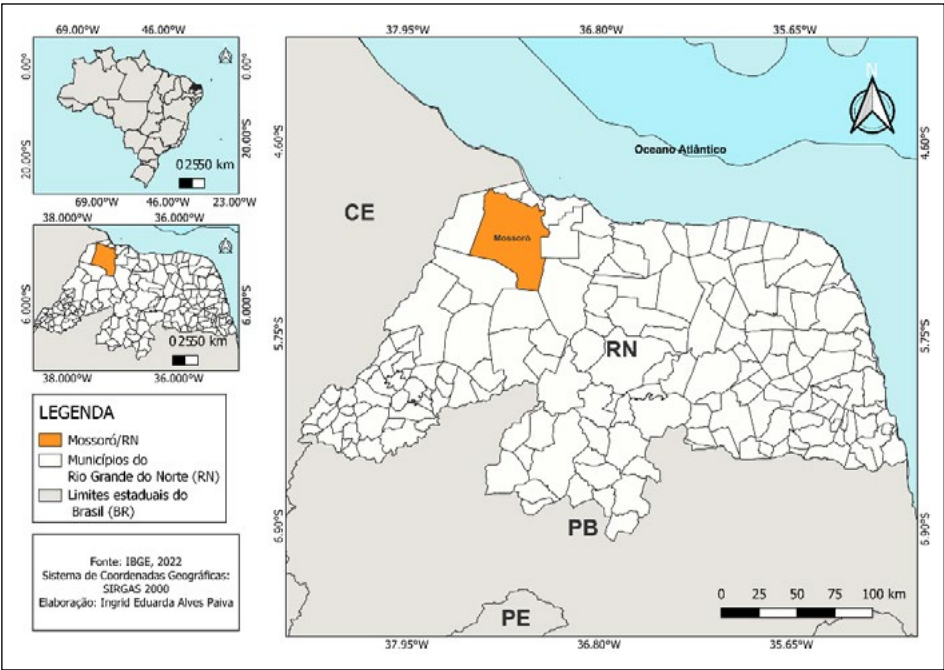 69.00°W 46.00°W
0.00°S 0.00°S
20.00°S 20.00°S
0 2550 km
69.00°W 46.00°W 23.00°W
38.000°W 36.000°W
6.000°S 6.000°S
0 2550 km
38.000°W 36.000°W
LEGENDA
Mossoró/RN
Municípios do
Rio Grande do Norte (RN)
Limites estaduais do
Brasil (BR)
Fonte: IBGE, 2022
Sistema de Coordenadas Geográficas:
SIRGAS 2000
Elaboração: Ingrid Eduarda Alves Paiva
37.95°W 36.80°W 35.65°W
N
4.60°S 4.60°S
Oceano Atlântico
CE
Mossoró
5.75°S 5.75°S
RN
6.90°S 6.90°S
PB
0 25 50 75 100 km
PE
37.95°W 36.80°W 35.65°W